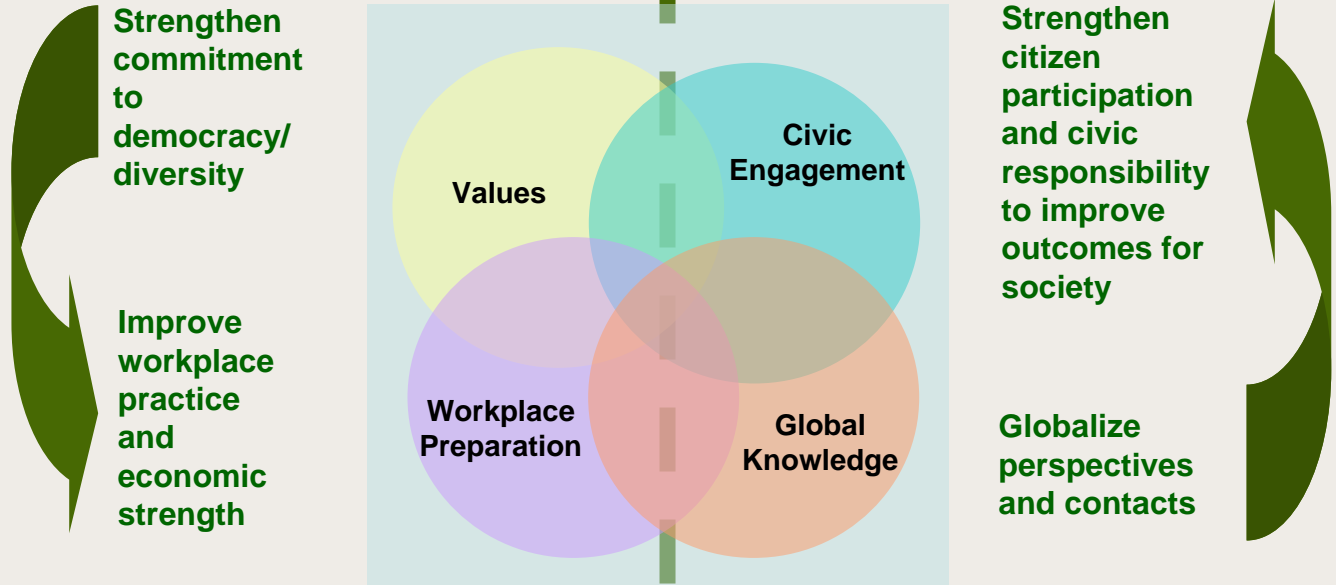 Strengthen
commitment
to
democracy/
diversity
Improve
workplace
practice
and
economic
strength
Values
Civic
Engagement
Workplace
Preparation
Global
Knowledge
Strengthen
citizen
participation
and civic
responsibility
to improve
outcomes for
society
Globalize
perspectives
and contacts